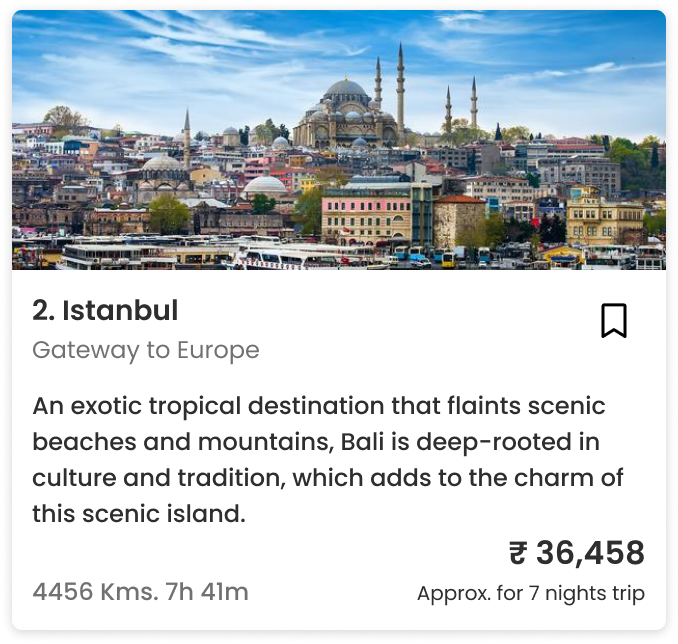 2. Istanbul
Gateway to Europe
An exotic tropical destination that flaints scenic
beaches and mountains, Bali is deep-rooted in
culture and tradition, which adds to the charm of
this scenic island.
₹ 36,458
4456 Kms. 7h 41m
Approx. for 7 nights trip